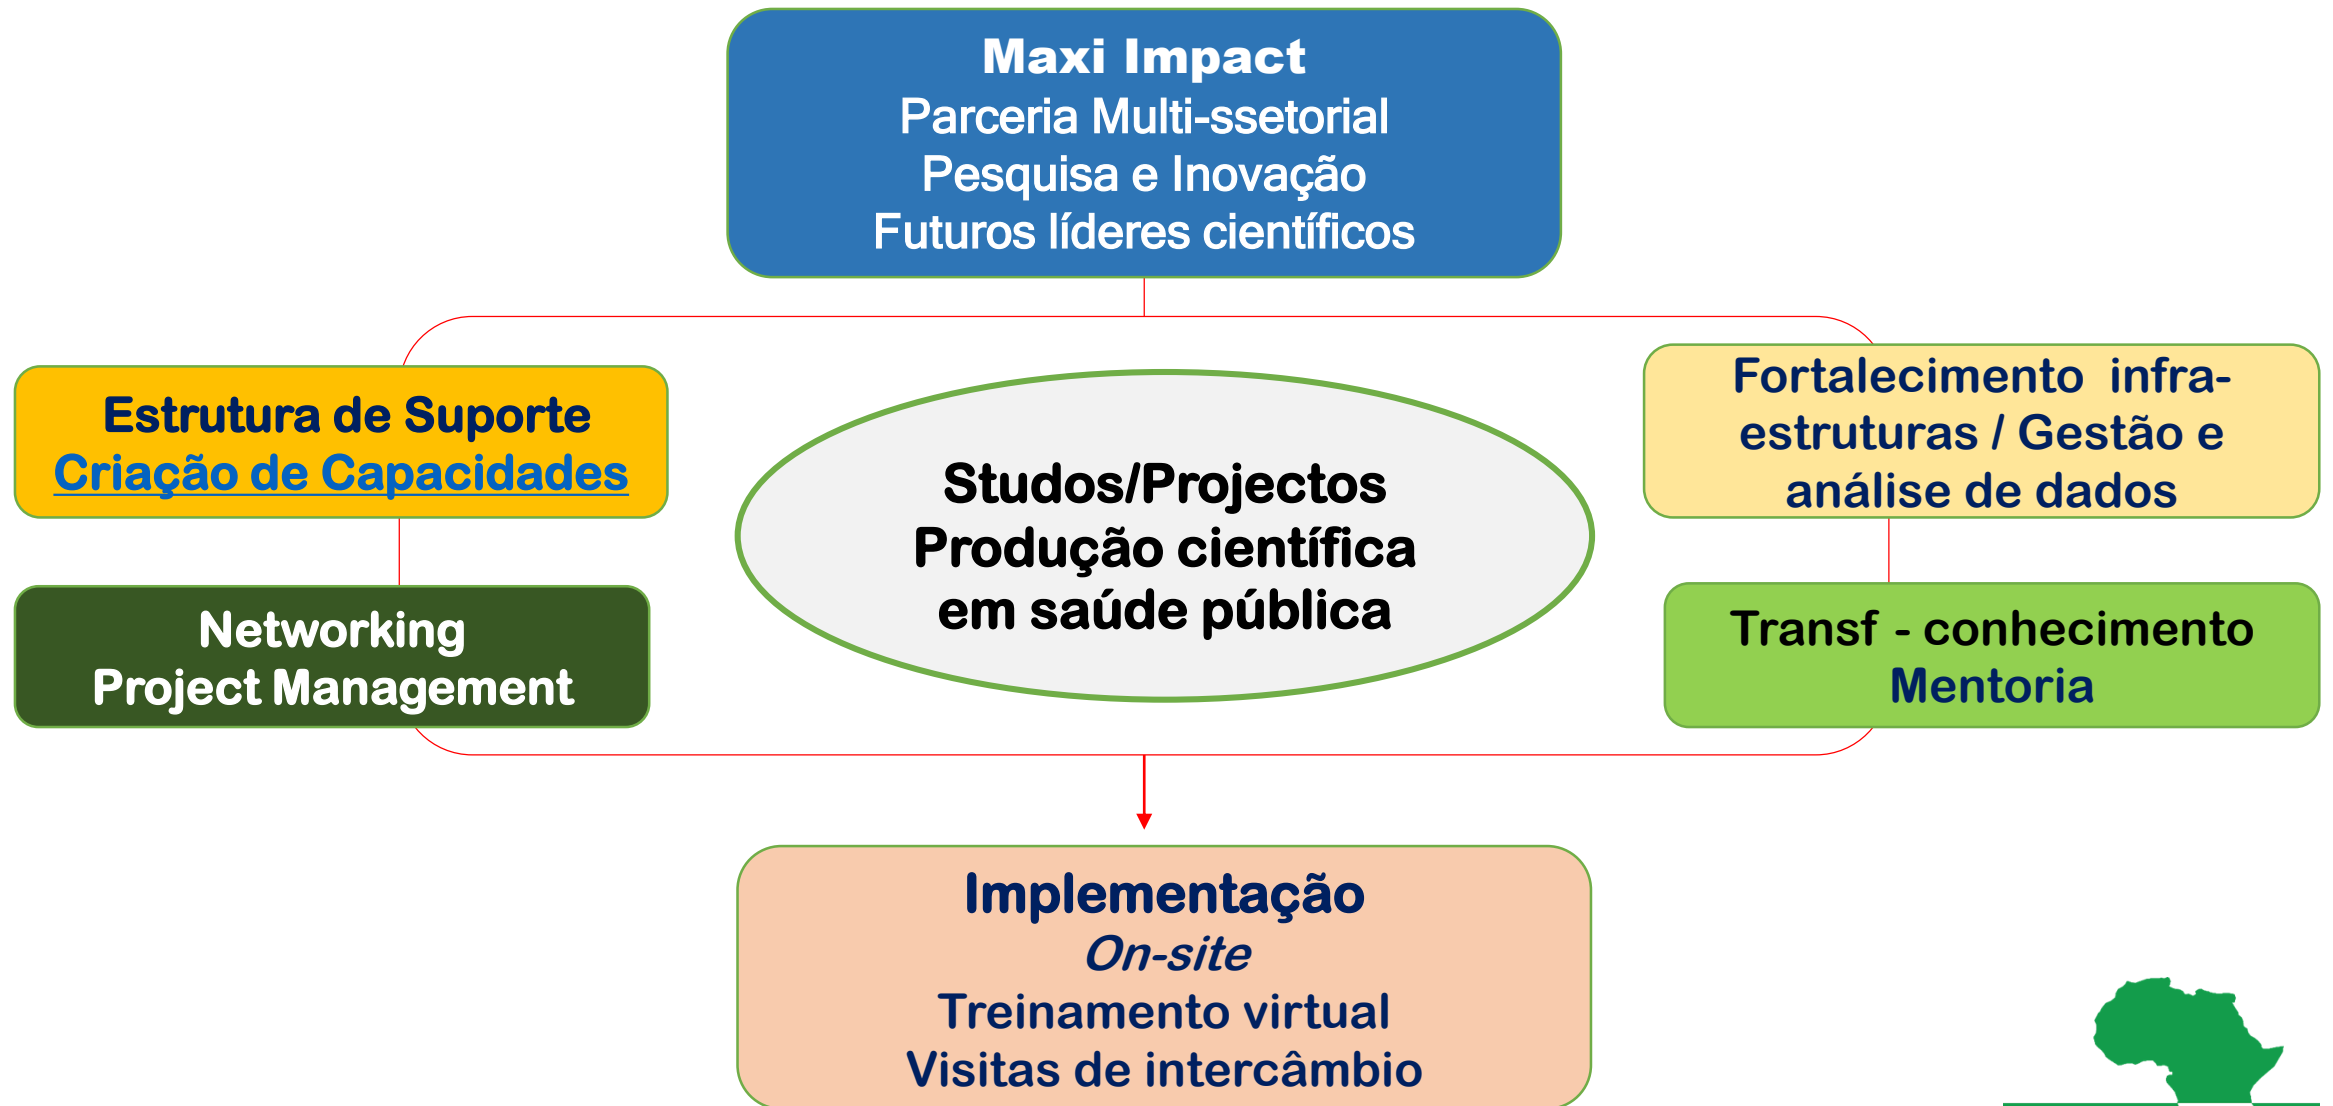 Maxi Impact
Parceria Multi-ssetorial
Pesquisa e Inovação
Futuros líderes científicos
Estrutura de Suporte
Criação de Capacidades
Fortalecimento infra-
estruturas / Gestão e
análise de dados
Studos/Projectos
Produção científica
em saúde pública
Networking
Project Management
Transf - conhecimento
Mentoria
Implementação
On-site
Treinamento virtual
Visitas de intercâmbio